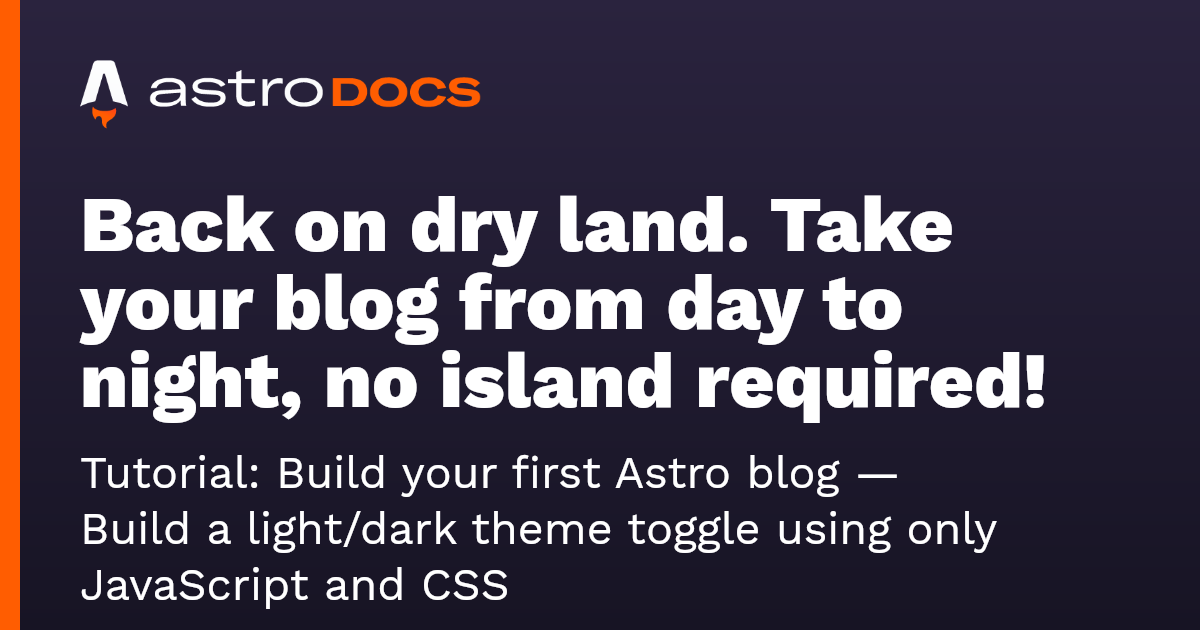 astro DOCS
Back on dry land. Take
your blog from day to
night, no island required!
Tutorial: Build your first Astro blog —
Build a light/dark theme toggle using only
JavaScript and CSS